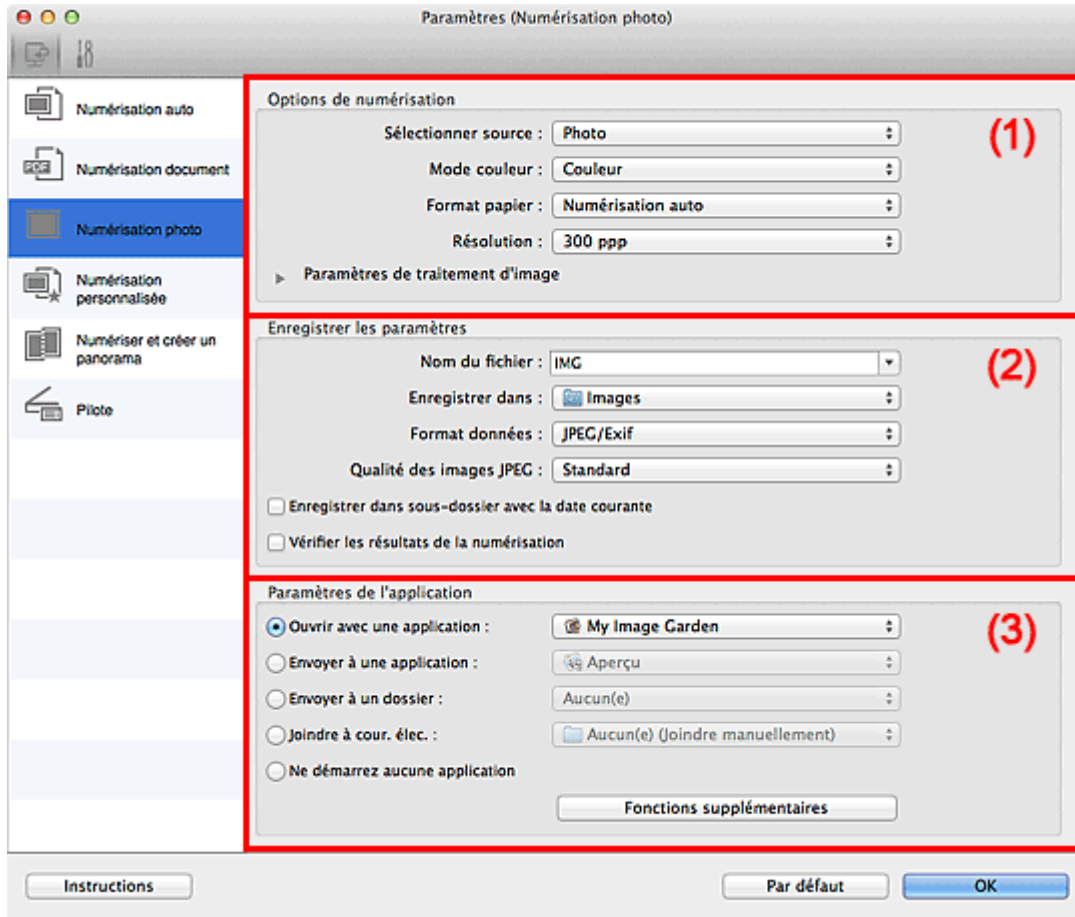 Paramètres (Numérisation photo)
Numérisation auto
Numérisation document
Numérisation photo
Numérisation
personnalisée
Numériser et créer un
panorama
Pilote
Options de numérisation
(1)
Sélectionner source : Photo
Mode couleur : Couleur
Format papier : Numérisation auto
Résolution : 300 ppp
Paramètres de traitement d'image
Enregistrer les paramètres
(2)
Nom du fichier : IMG
Enregistrer dans : Images
Format données : JPEG/Exif
Qualité des images JPEG : Standard
Enregistrer dans sous-dossier avec la date courante
Vérifier les résultats de la numérisation
Paramètres de l'application
(3)
Ouvrir avec une application : My Image Garden
Envoyer à une application : Aperçu
Envoyer à un dossier : Aucun(e)
Joindre à cour. élec. : Aucun(e) (Joindre manuellement)
Ne démarrez aucune application
Fonctions supplémentaires
Instructions
Par défaut
OK